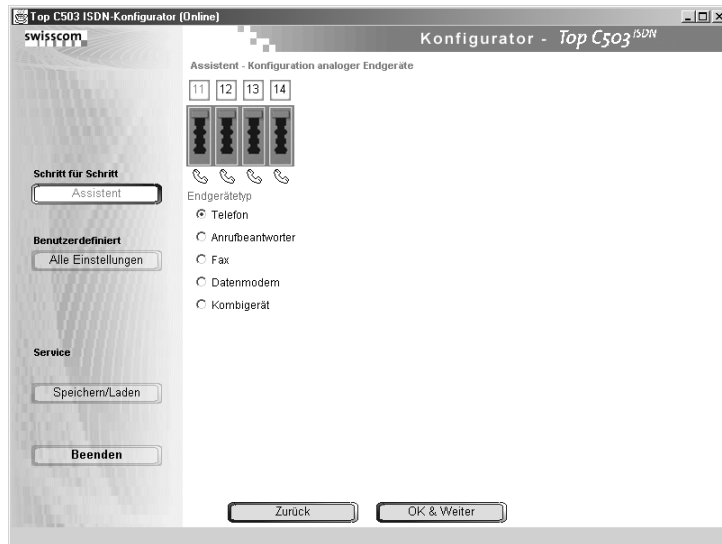 Top C503 ISDN-Konfigurator (Online)
swisscom
Konfigurator - Top C503 ISDN
Assistent - Konfiguration analoger Endgeräte
11 12 13 14
Schritt für Schritt
Assistent
Endgerätetyp
Telefon
Benutzerdefiniert
Anrufbeantworter
Alle Einstellungen
Fax
Datenmodem
Kombigerät
Service
Speichern/Laden
Beenden
Zurück
OK & Weiter